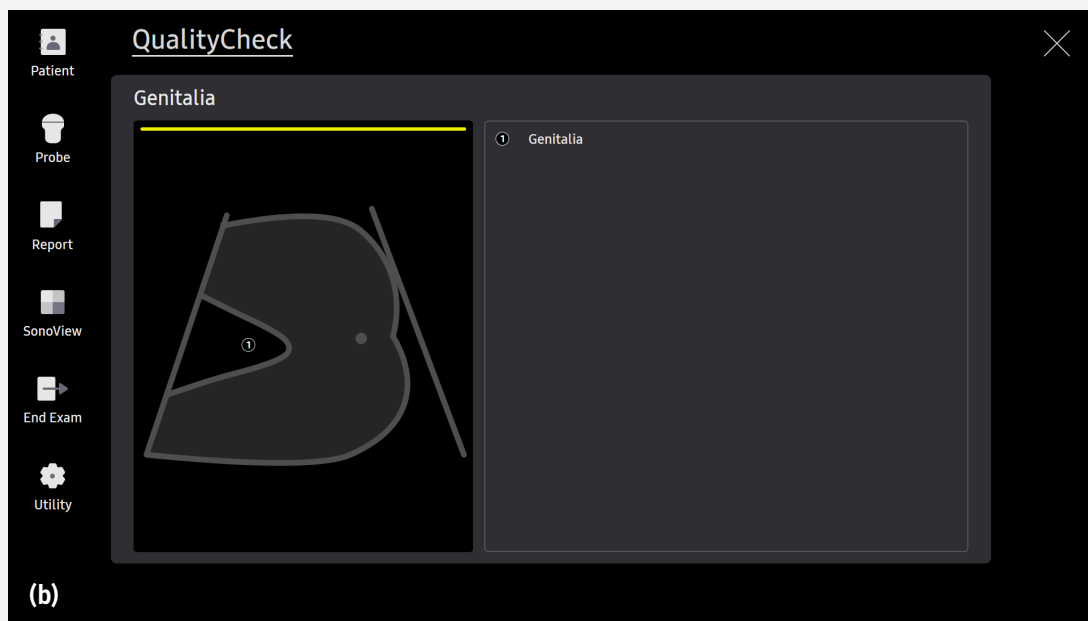 Patient
Probe
Report
SonoView
End Exam
Utility
QualityCheck
Genitalia
1
1 Genitalia
(b)